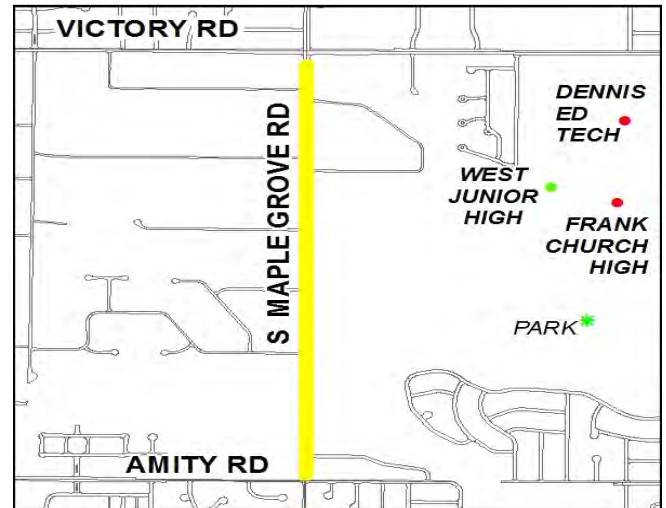 VICTORY RD
DENNIS
ED
TECH
WEST
JUNIOR
HIGH
FRANK
CHURCH
HIGH
S MAPLE GROVE RD
PARK
AMITY RD